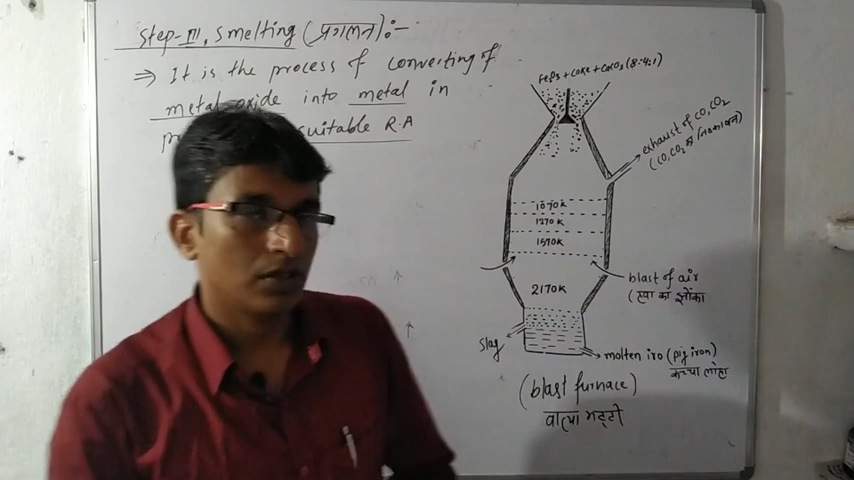 Step-III, Smelting (प्रगलन):-
⇒ It is the process of converting of
metal oxide into metal in
suitable R.A
+ Coke + CaCO3 (8:4:1)
exhaust of CO, CO2
(CO, CO2 का
1070K
1270K
1570K
2170K
blast of air
(हवा का झोंका
slag
molten iro (pig iron)
कच्चा लोहा
(blast furnace)
वात्या भट्टी